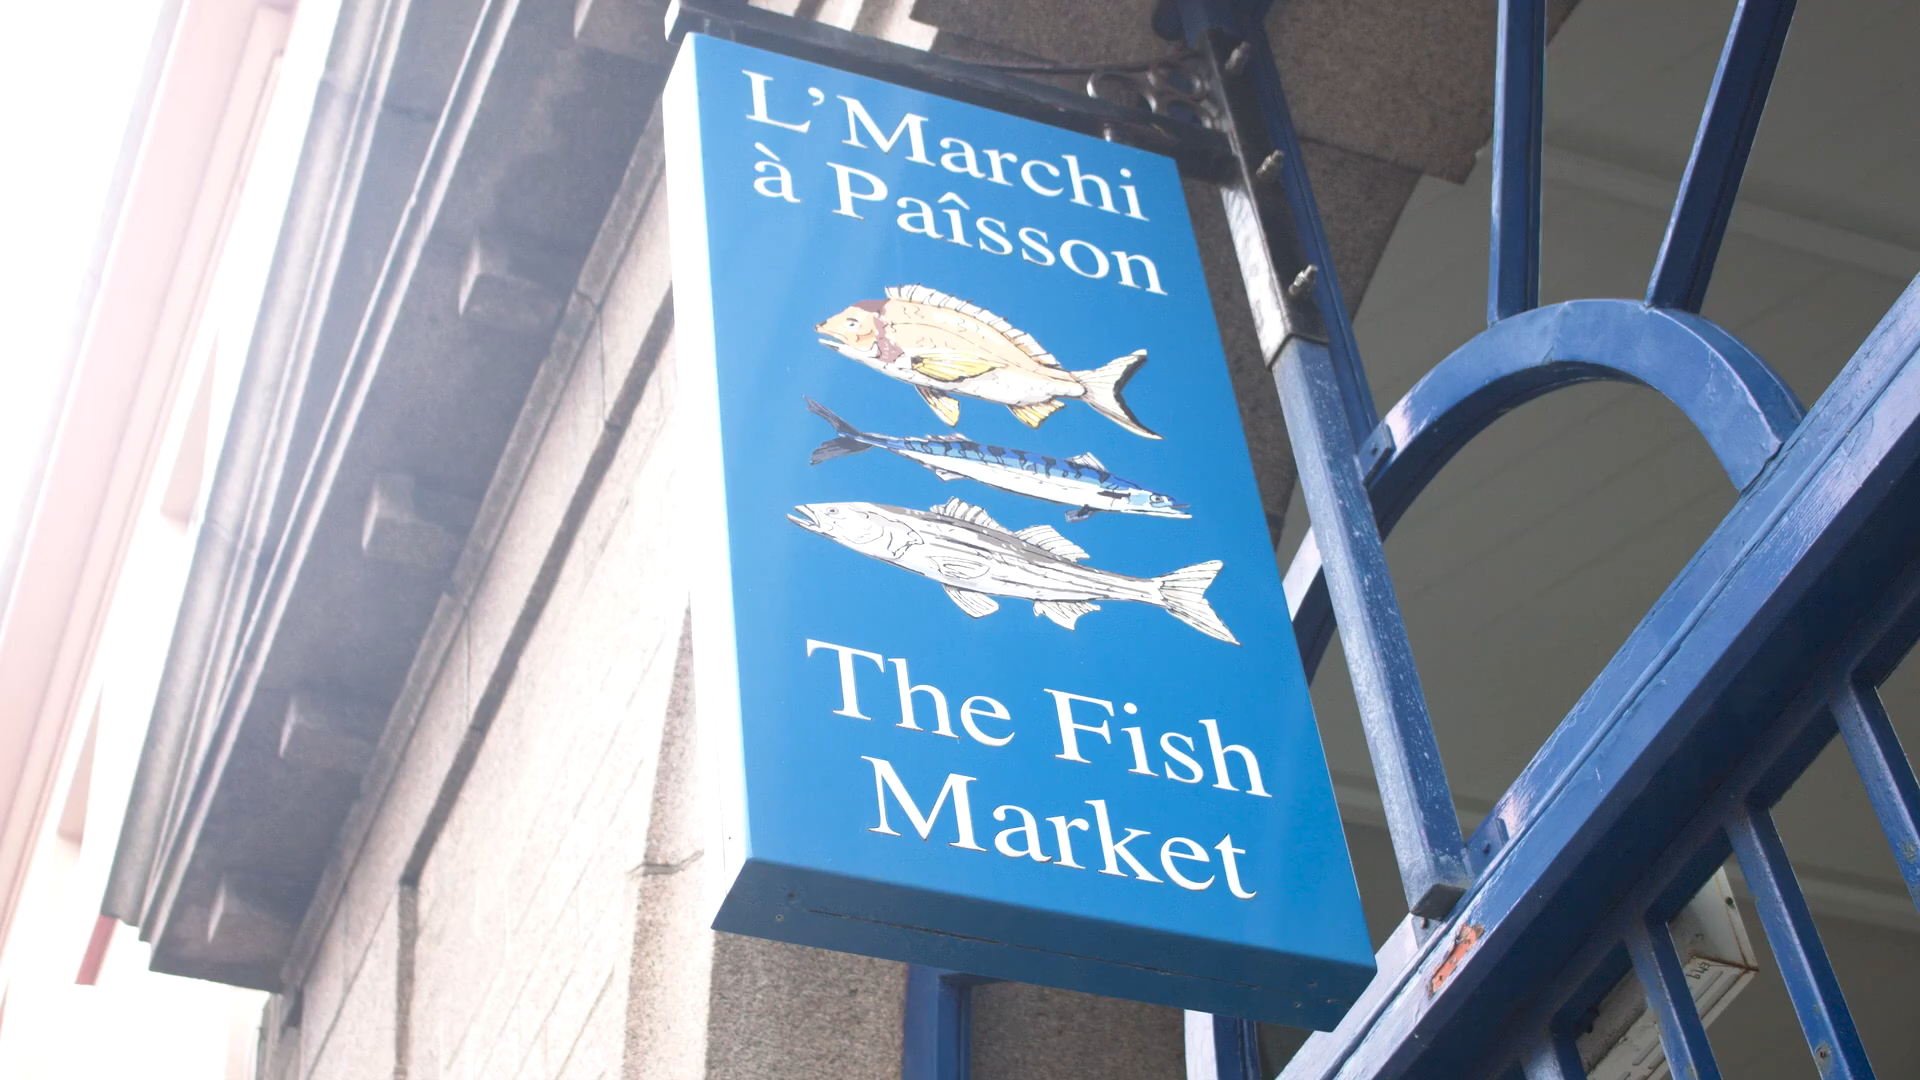 L’Marchi
à Paîsson
The Fish
Market